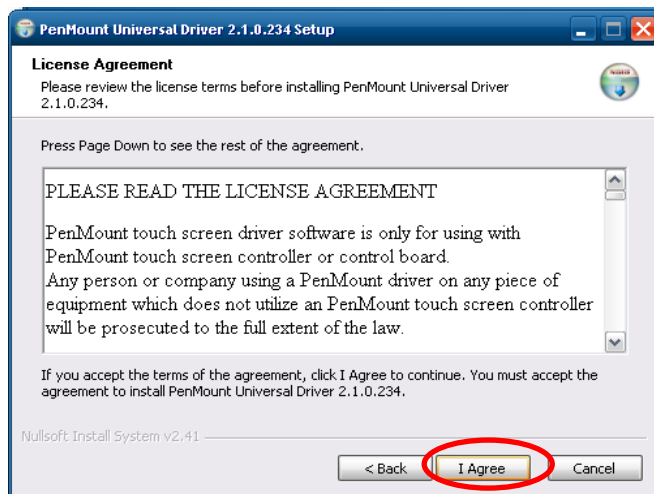 PenMount Universal Driver 2.1.0.234 Setup
License Agreement
Please review the license terms before installing PenMount Universal Driver
2.1.0.234.
Press Page Down to see the rest of the agreement.
PLEASE READ THE LICENSE AGREEMENT
PenMount touch screen driver software is only for using with
PenMount touch screen controller or control board.
Any person or company using a PenMount driver on any piece of
equipment which does not utilize an PenMount touch screen controller
will be prosecuted to the full extent of the law.
If you accept the terms of the agreement, click I Agree to continue. You must accept the
agreement to install PenMount Universal Driver 2.1.0.234.
Nullsoft Install System v2.41
< Back I Agree Cancel